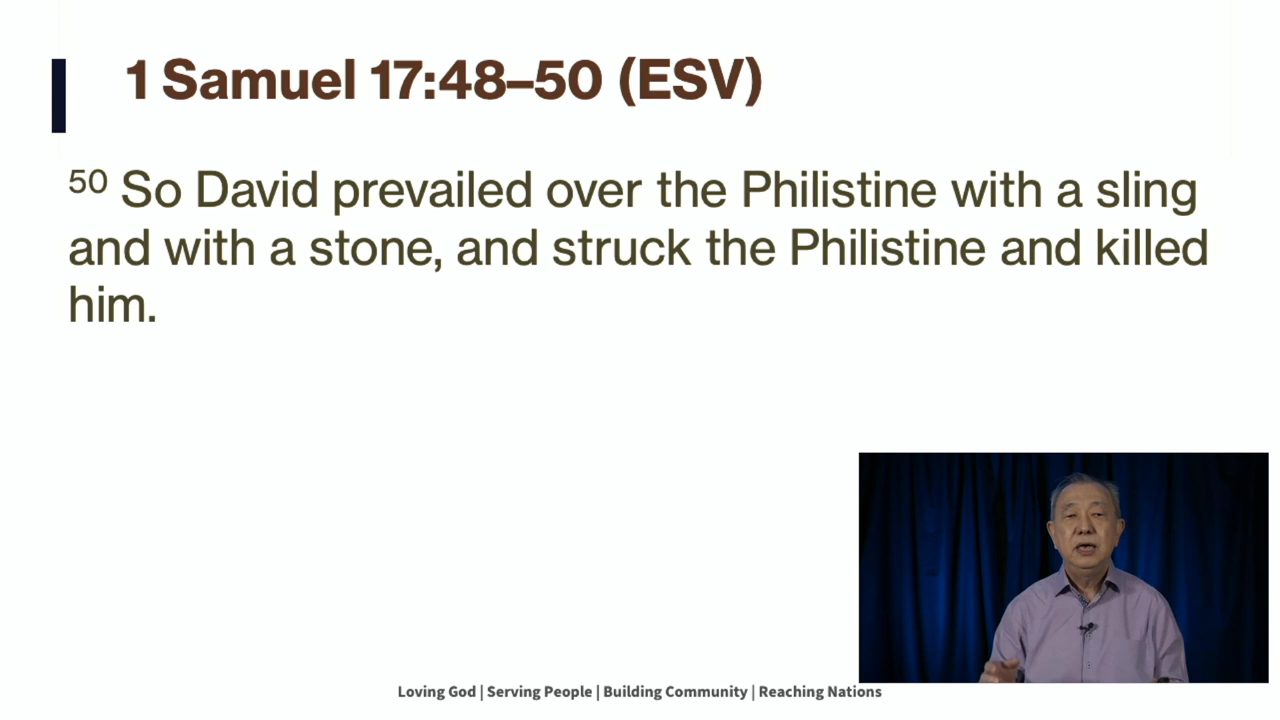 1 Samuel 17:48–50 (ESV)
50 So David prevailed over the Philistine with a sling
and with a stone, and struck the Philistine and killed
him.
Loving God | Serving People | Building Community | Reaching Nations